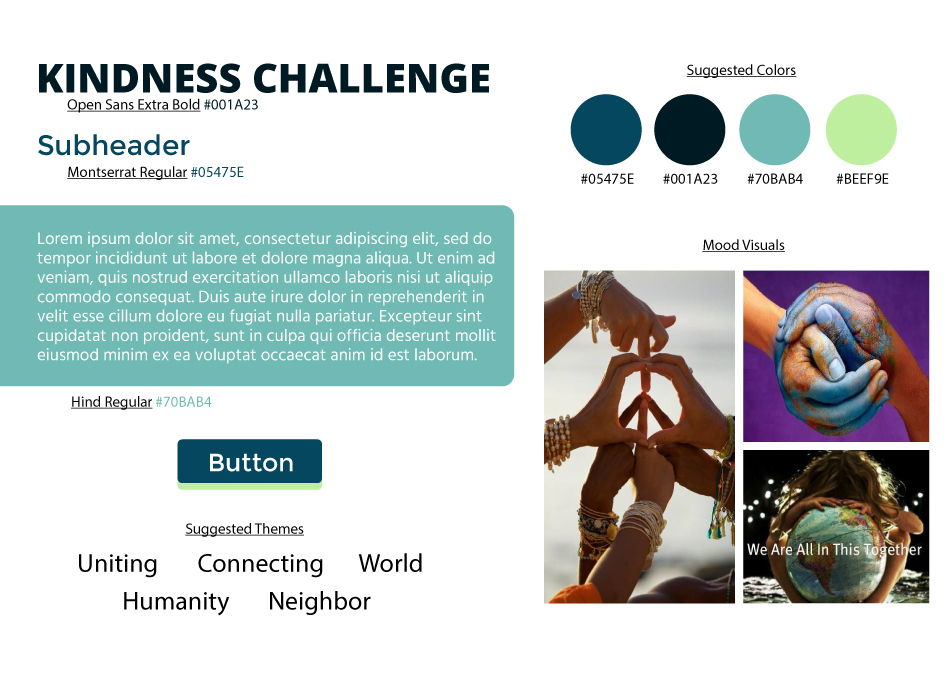 KINDNESS CHALLENGE
Open Sans Extra Bold #001A23
Subheader
Montserrat Regular #05475E
Lorem ipsum dolor sit amet, consectetur adipiscing elit, sed do
tempor incididunt ut labore et dolore magna aliqua. Ut enim ad
veniam, quis nostrud exercitation ullamco laboris nisi ut aliquip
commodo consequat. Duis aute irure dolor in reprehenderit in
velit esse cillum dolore eu fugiat nulla pariatur. Excepteur sint
cupidatat non proident, sunt in culpa qui officia deserunt mollit
eiusmod minim ex ea voluptat occaecat anim id est laborum.
Hind Regular #70BAB4
Button
Suggested Themes
Uniting Connecting World
Humanity Neighbor
Suggested Colors
#05475E #001A23 #70BAB4 #BEEF9E
Mood Visuals
We Are All In This Together